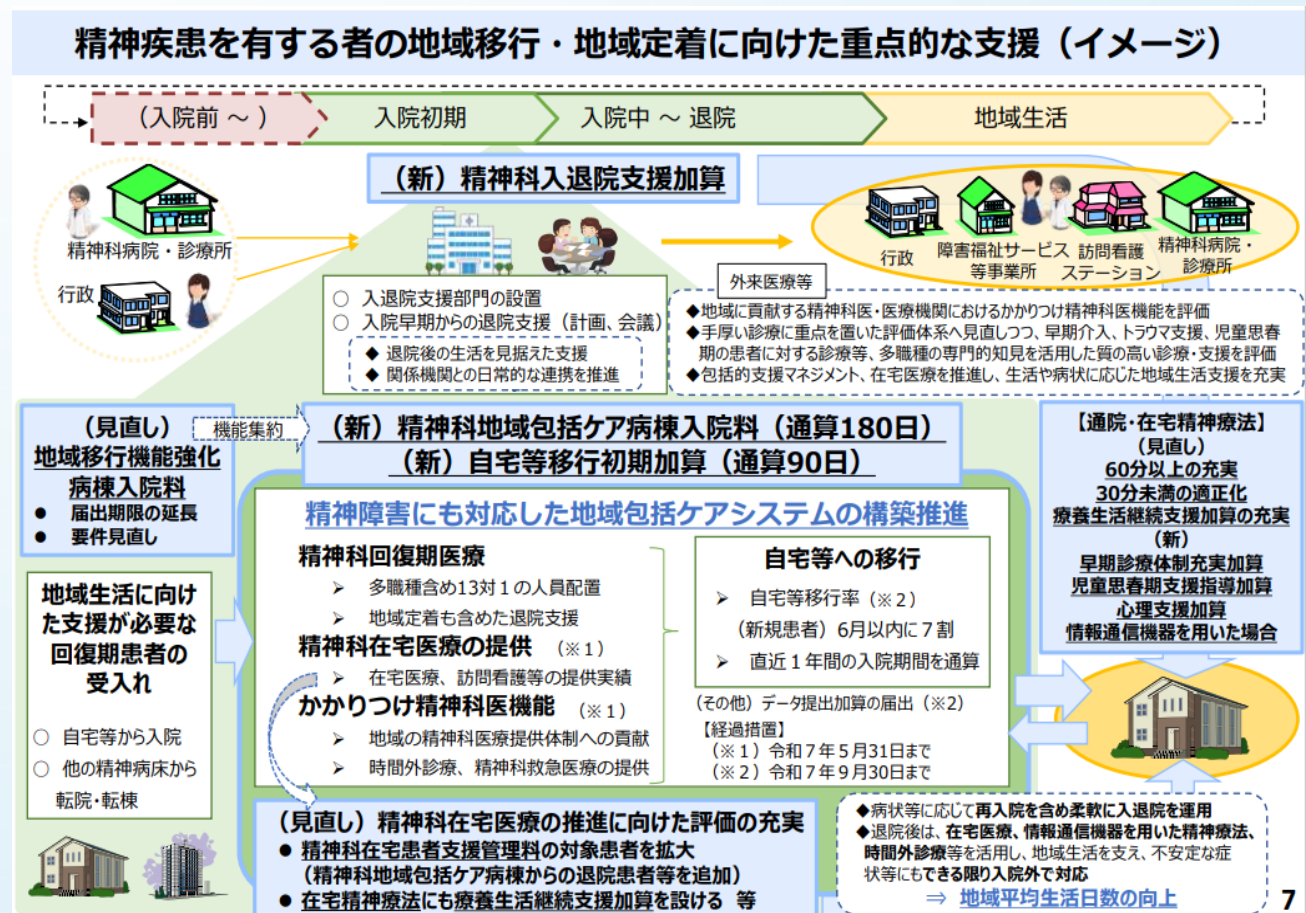 精神疾患を有する者の地域移行・地域定着に向けた重点的な支援（イメージ）
（入院前 ～ ）
入院初期
入院中 ～ 退院
地域生活
（新）精神科入退院支援加算
精神科病院・診療所
行政
○ 入退院支援部門の設置
○ 入院早期からの退院支援（計画、会議）
◆ 退院後の生活を見据えた支援
◆ 関係機関との日常的な連携を推進
行政
障害福祉サービス
等事業所
訪問看護
ステーション
精神科病院・
診療所
外来医療等
◆地域に貢献する精神科医・医療機関におけるかかりつけ精神科医機能を評価
◆手厚い診療に重点を置いた評価体系へ見直しつつ、早期介入、トラウマ支援、児童思春
期の患者に対する診療等、多職種の専門的知見を活用した質の高い診療・支援を評価
◆包括的支援マネジメント、在宅医療を推進し、生活や病状に応じた地域生活支援を充実
（見直し）
地域移行機能強化
病棟入院料
● 届出期限の延長
● 要件見直し
機能集約
（新）精神科地域包括ケア病棟入院料（通算180日）
（新）自宅等移行初期加算（通算90日）
地域生活に向け
た支援が必要な
回復期患者の
受入れ
○ 自宅等から入院
○ 他の精神病床から
転院・転棟
精神障害にも対応した地域包括ケアシステムの構築推進
精神科回復期医療
➢ 多職種含め13対１の人員配置
➢ 地域定着も含めた退院支援
精神科在宅医療の提供 （※１）
➢ 在宅医療、訪問看護等の提供実績
かかりつけ精神科医機能 （※１）
➢ 地域の精神科医療提供体制への貢献
➢ 時間外診療、精神科救急医療の提供
自宅等への移行
➢ 自宅等移行率（※２）
（新規患者）6月以内に７割
➢ 直近１年間の入院期間を通算
（その他）データ提出加算の届出（※2）
【経過措置】
（※１）令和７年５月31日まで
（※２）令和７年９月30日まで
【通院・在宅精神療法】
（見直し）
60分以上の充実
30分未満の適正化
療養生活継続支援加算の充実
（新）
早期診療体制充実加算
児童思春期支援指導加算
心理支援加算
情報通信機器を用いた場合
（見直し）精神科在宅医療の推進に向けた評価の充実
● 精神科在宅患者支援管理料の対象患者を拡大
（精神科地域包括ケア病棟からの退院患者等を追加）
● 在宅精神療法にも療養生活継続支援加算を設ける 等
◆病状等に応じて再入院を含め柔軟に入退院を運用
◆退院後は、在宅医療、情報通信機器を用いた精神療法、
時間外診療等を活用し、地域生活を支え、不安定な症
状等にもできる限り入院外で対応
⇒ 地域平均生活日数の向上
7